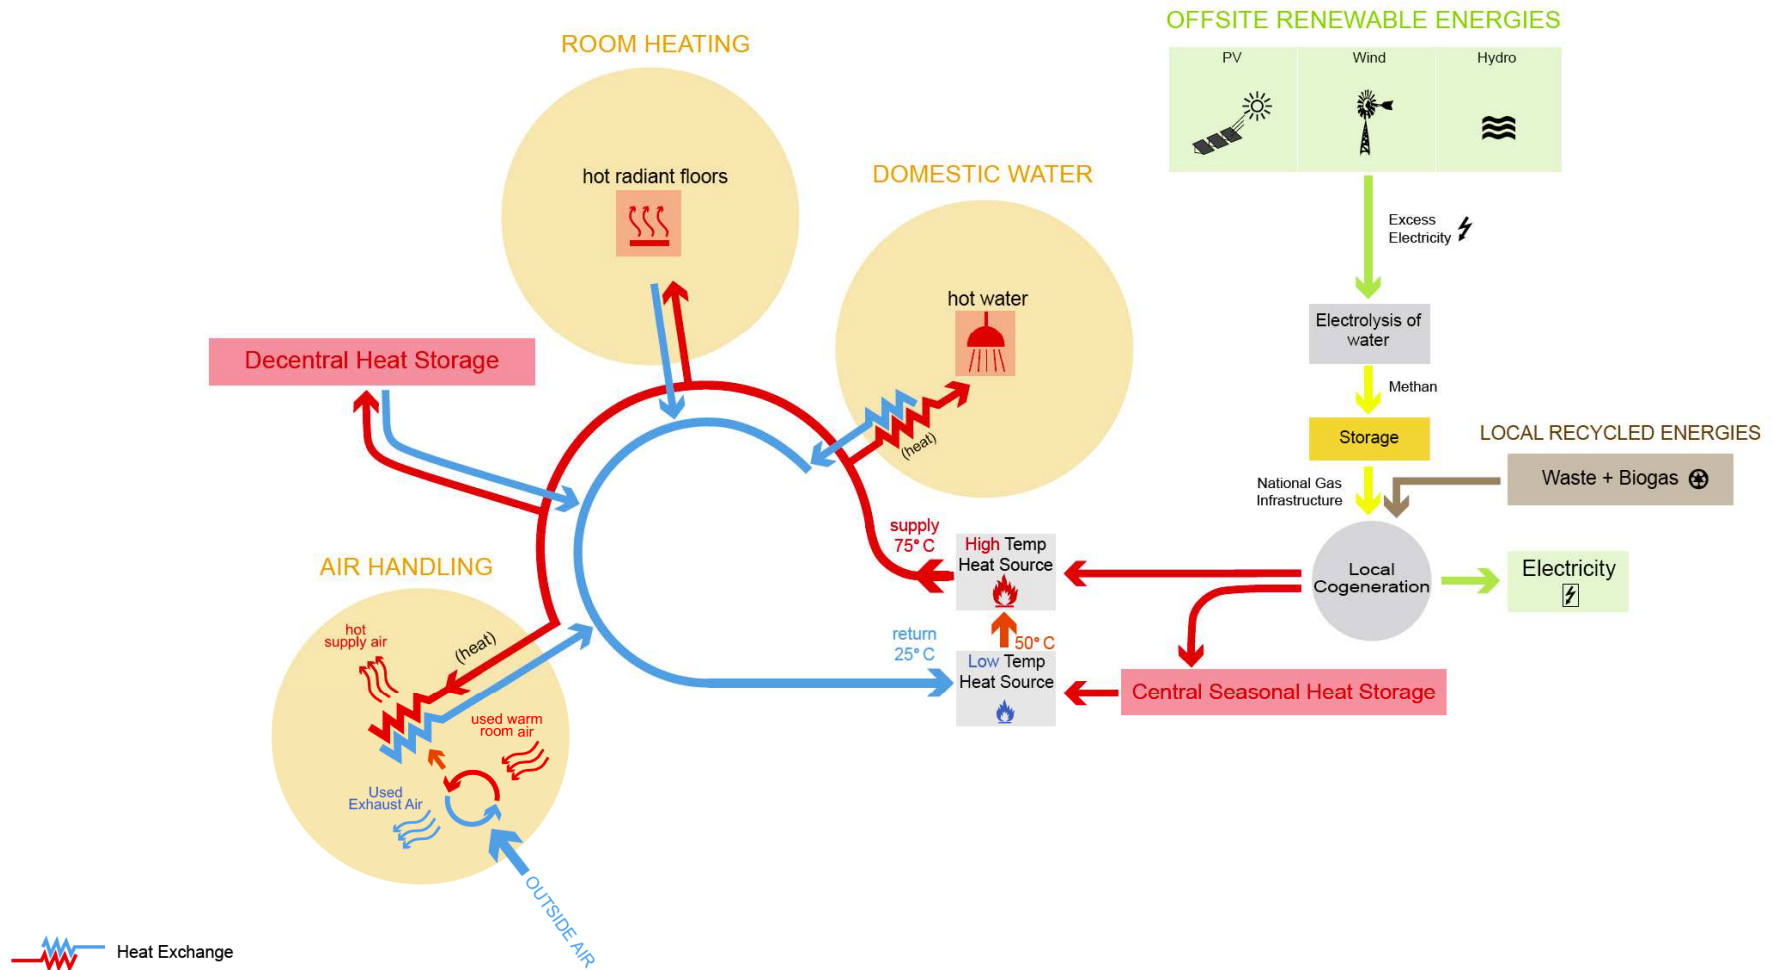 OFFSITE RENEWABLE ENERGIES
PV
Wind
Hydro
ROOM HEATING
hot radiant floors
DOMESTIC WATER
hot water
(heat)
Excess
Electricity
Electrolysis of
water
Methan
Storage
LOCAL RECYCLED ENERGIES
Waste + Biogas
National Gas
Infrastructure
Decentral Heat Storage
supply
75° C
High Temp
Heat Source
Local
Cogeneration
Electricity
50° C
return
25° C
Low Temp
Heat Source
Central Seasonal Heat Storage
AIR HANDLING
hot
supply air
(heat)
used warm
room air
Used
Exhaust Air
OUTSIDE AIR
Heat Exchange